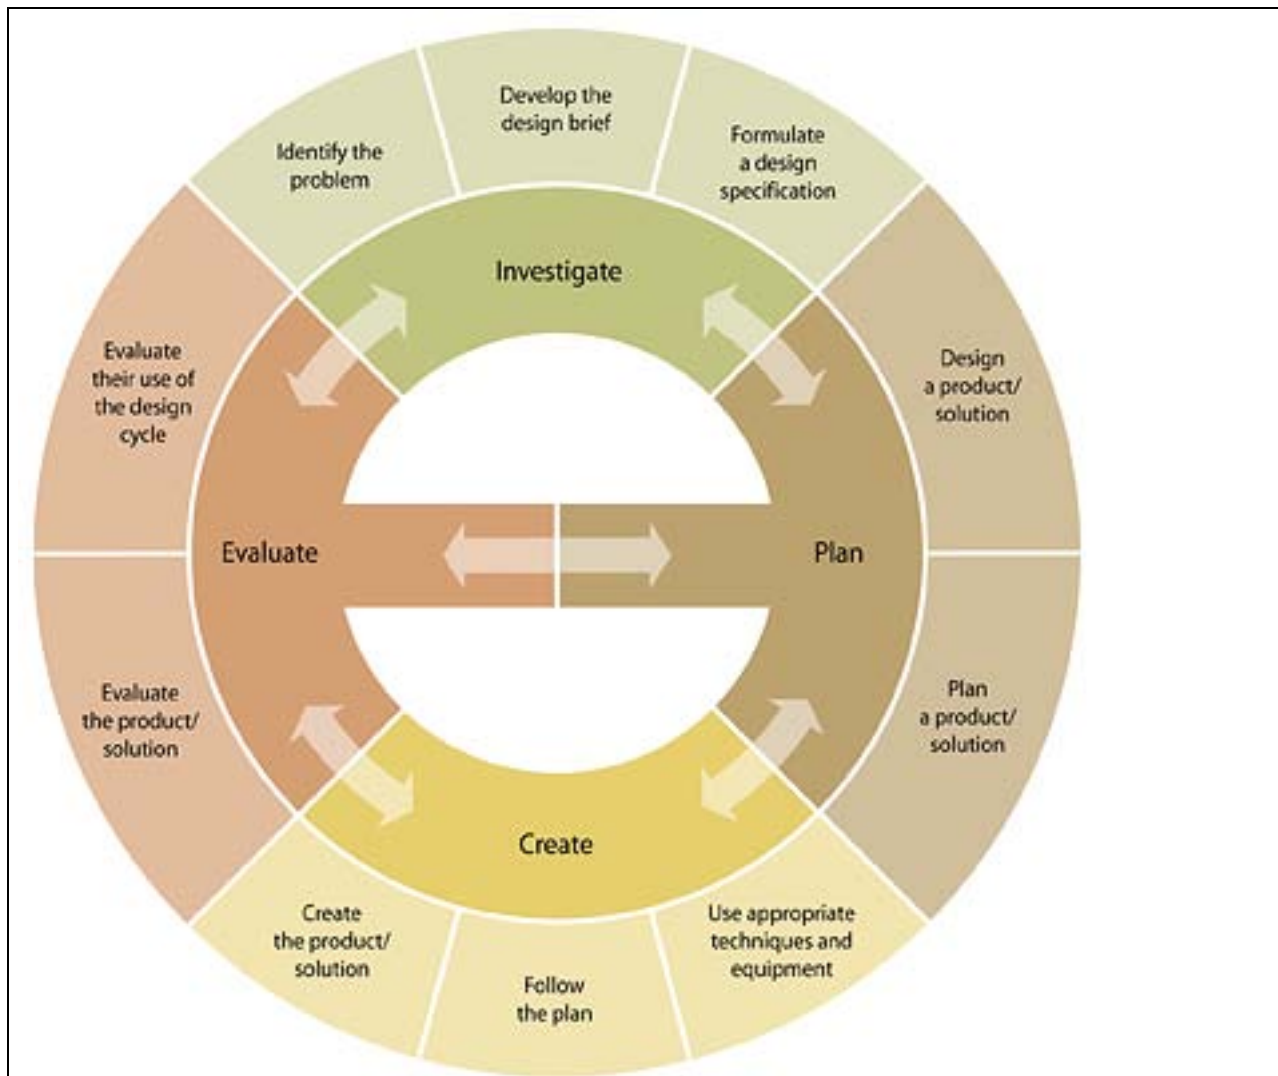 Develop the
design brief
Identify the
problem
Formulate
a design
specification
Investigate
Evaluate
their use of
the design
cycle
Design
a product/
solution
Evaluate
Plan
Evaluate
the product/
solution
Plan
a product/
solution
Create
Create
the product/
solution
Follow
the plan
Use appropriate
techniques and
equipment